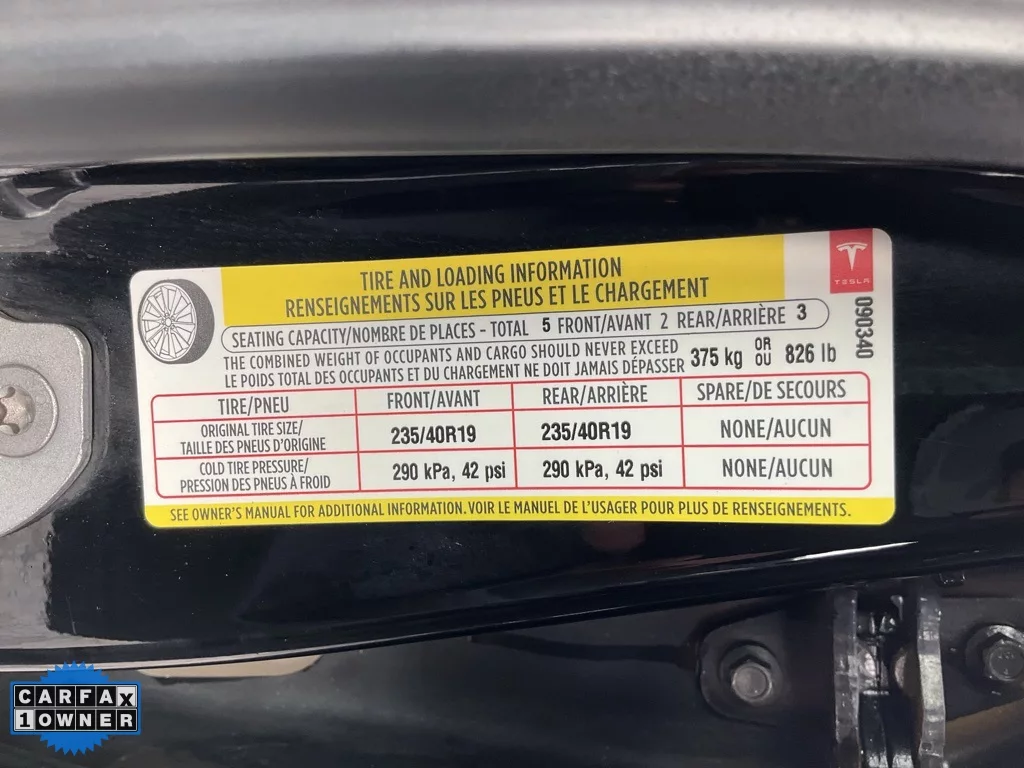 TIRE AND LOADING INFORMATION
RENSEIGNEMENTS SUR LES PNEUS ET LE CHARGEMENT
TESLA
090340
SEATING CAPACITY/NOMBRE DE PLACES - TOTAL 5 FRONT/AVANT 2 REAR/ARRIÈRE 3
THE COMBINED WEIGHT OF OCCUPANTS AND CARGO SHOULD NEVER EXCEED
LE POIDS TOTAL DES OCCUPANTS ET DU CHARGEMENT NE DOIT JAMAIS DÉPASSER
375 kg OR OU 826 lb
TIRE/PNEU FRONT/AVANT REAR/ARRIÈRE SPARE/DE SECOURS
ORIGINAL TIRE SIZE/
TAILLE DES PNEUS D'ORIGINE
235/40R19 235/40R19 NONE/AUCUN
COLD TIRE PRESSURE/
PRESSION DES PNEUS À FROID
290 kPa, 42 psi 290 kPa, 42 psi NONE/AUCUN
SEE OWNER'S MANUAL FOR ADDITIONAL INFORMATION. VOIR LE MANUEL DE L'USAGER POUR PLUS DE RENSEIGNEMENTS.
CARFAX
1 OWNER